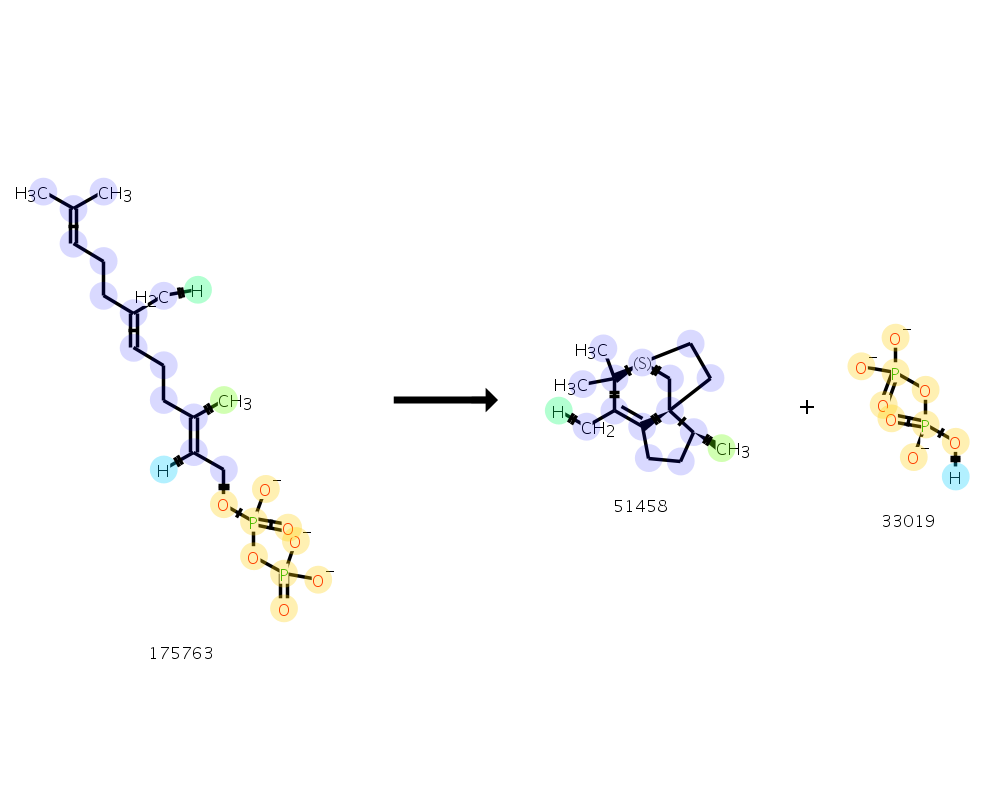 H3C CH3
H2C H
CH3
H
O O−
P O O−
O P O−
O
175763
H3C (S)
H3C
H CH2 CH3
51458
+
O−
O− P O
O O P O
O− H
33019